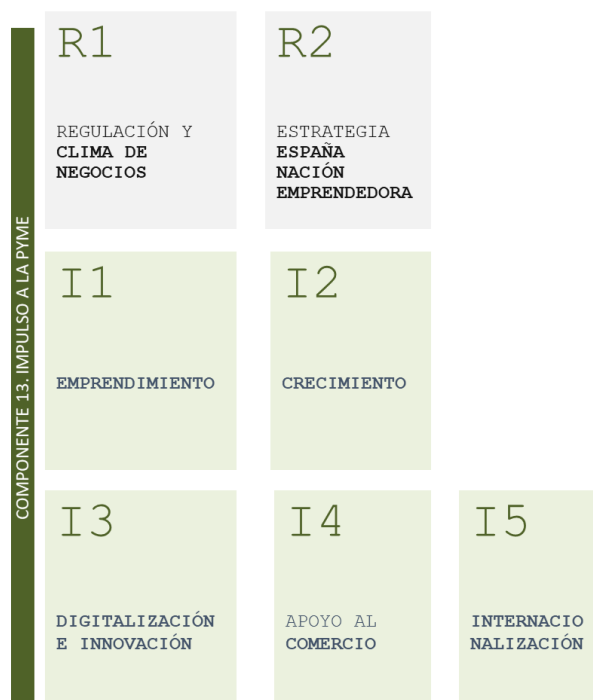 COMPONENTE 13. IMPULSO A LA PYME
R1
REGULACIÓN Y
CLIMA DE
NEGOCIOS
R2
ESTRATEGIA
ESPAÑA
NACIÓN
EMPRENDEDORA
I1
EMPRENDIMIENTO
I2
CRECIMIENTO
I3
DIGITALIZACIÓN
E INNOVACIÓN
I4
APOYO AL
COMERCIO
I5
INTERNACIO
NALIZACIÓN